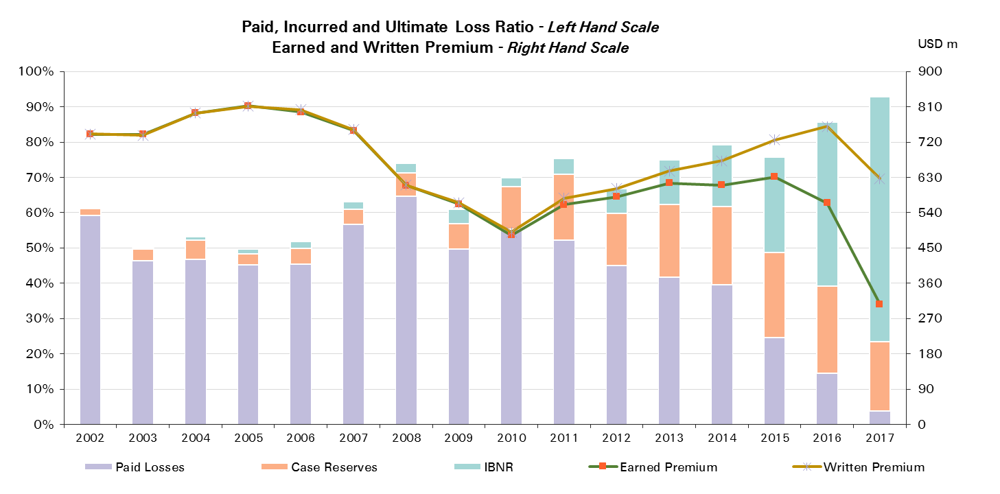 Paid, Incurred and Ultimate Loss Ratio - Left Hand Scale
Earned and Written Premium - Right Hand Scale
USD m
100% 900
90% 810
80% 720
70% 630
60% 540
50% 450
40% 360
30% 270
20% 180
10% 90
0% 0
2002 2003 2004 2005 2006 2007 2008 2009 2010 2011 2012 2013 2014 2015 2016 2017
Paid Losses Case Reserves IBNR Earned Premium Written Premium